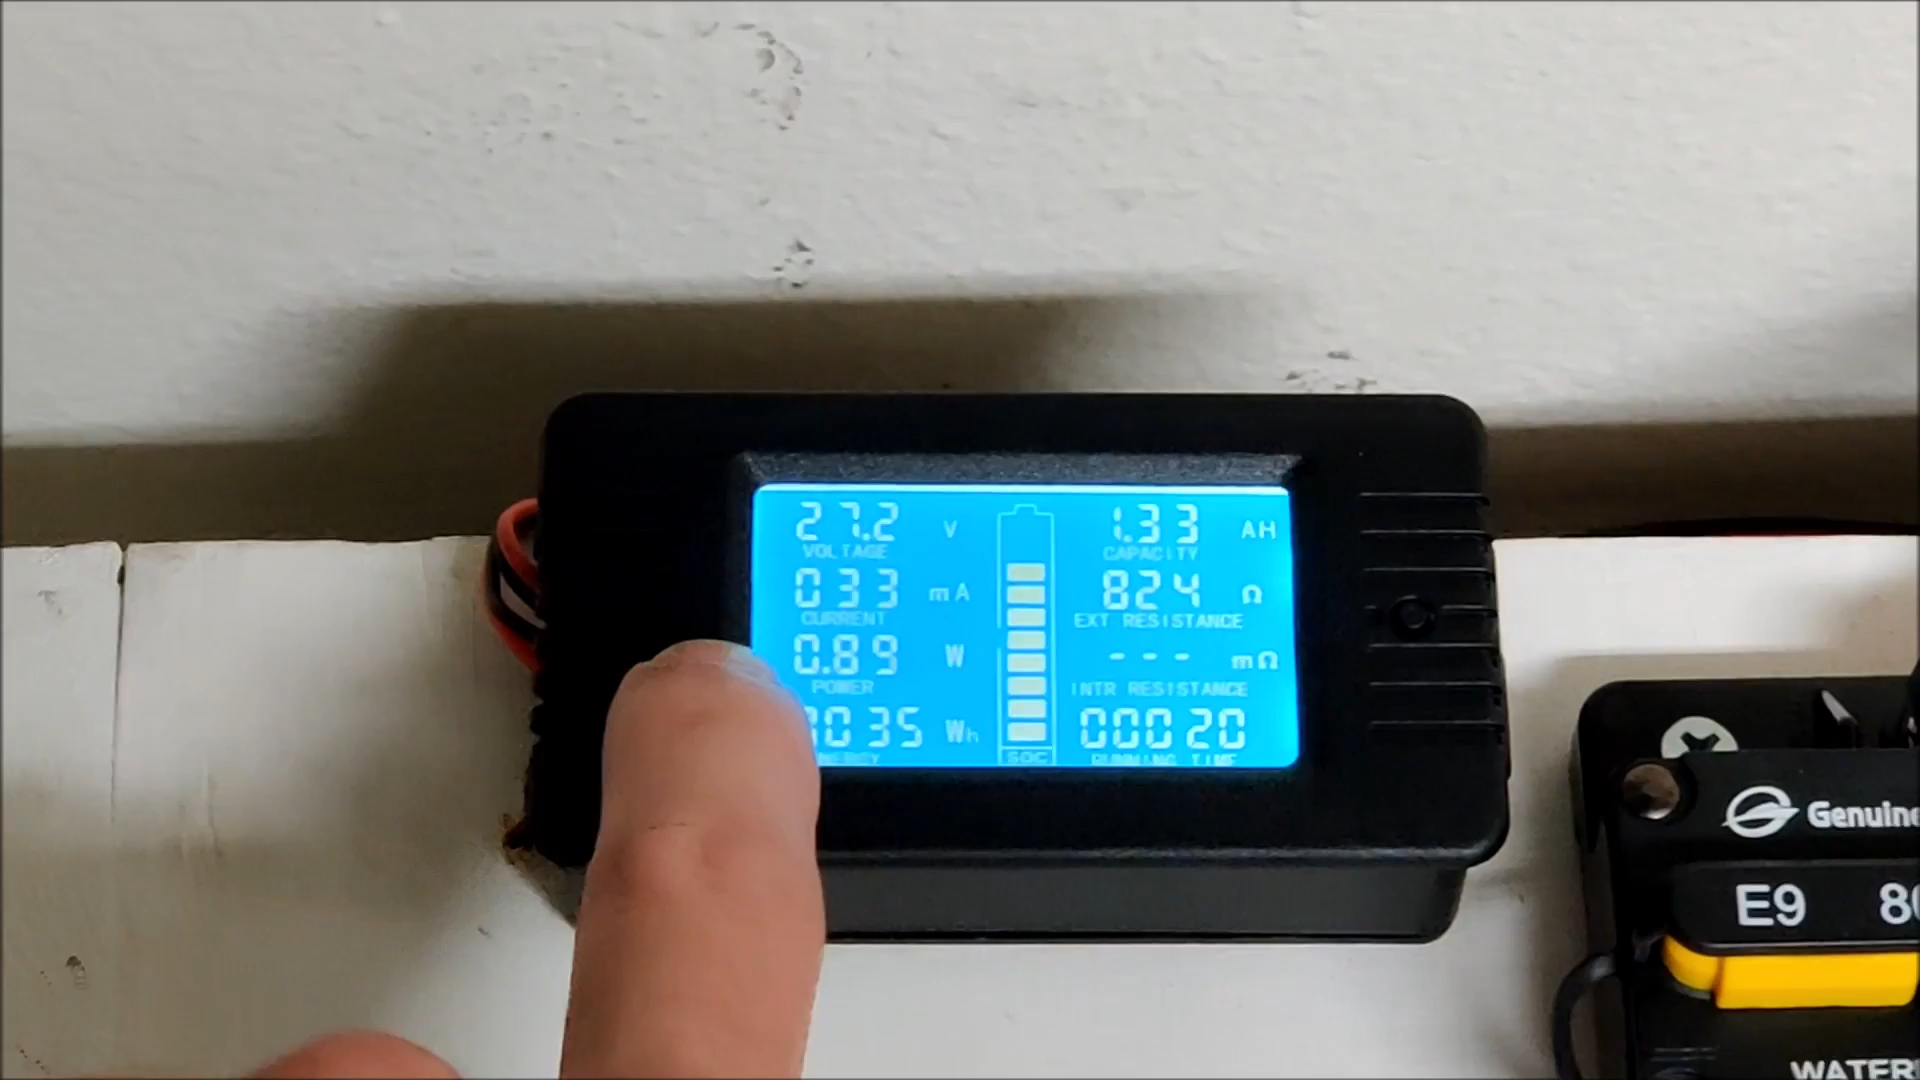 27.2 V
VOLTAGE
033 mA
CURRENT
0.89 W
POWER
035 Wh
SOC
1.33 AH
CAPACITY
824 Ω
EXT RESISTANCE
--- mΩ
INTR RESISTANCE
00020
RUNNING TIME
Genuine
E9